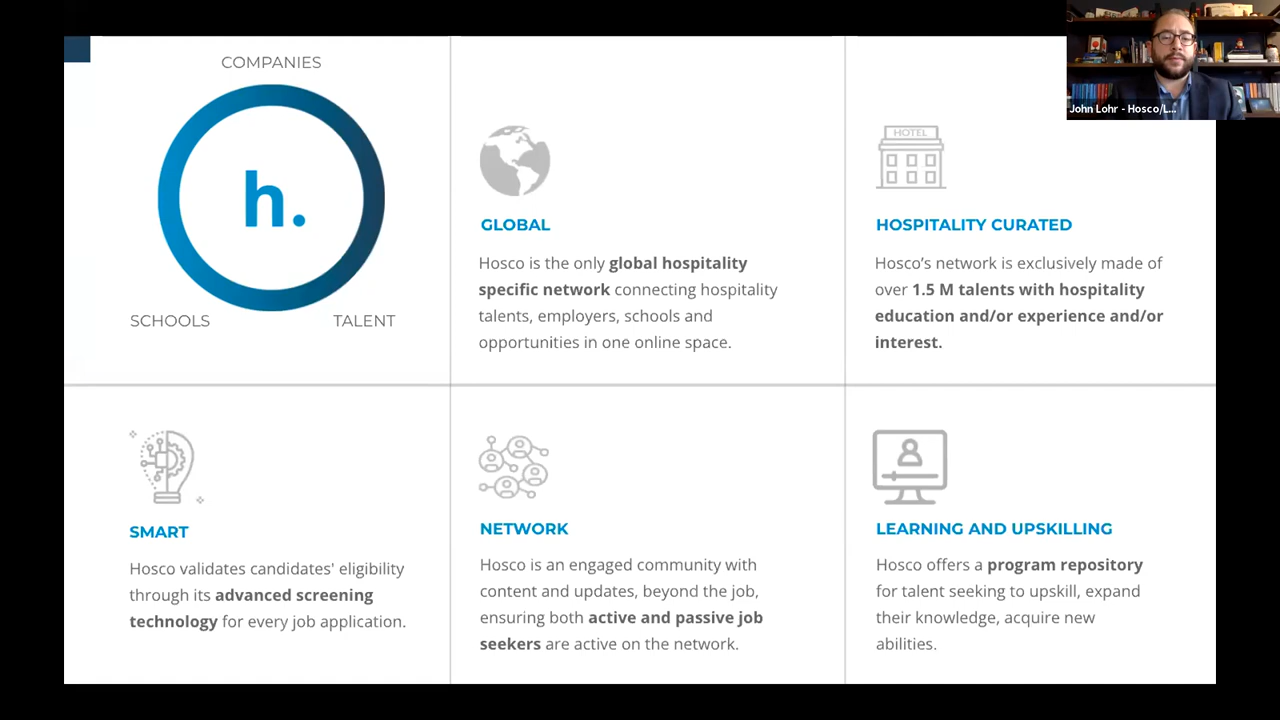 COMPANIES
h.
SCHOOLS
TALENT
GLOBAL
Hosco is the only global hospitality
specific network connecting hospitality
talents, employers, schools and
opportunities in one online space.
HOTEL
HOSPITALITY CURATED
Hosco’s network is exclusively made of
over 1.5 M talents with hospitality
education and/or experience and/or
interest.
John Lohr - Hosco/L...
SMART
Hosco validates candidates' eligibility
through its advanced screening
technology for every job application.
NETWORK
Hosco is an engaged community with
content and updates, beyond the job,
ensuring both active and passive job
seekers are active on the network.
LEARNING AND UPSKILLING
Hosco offers a program repository
for talent seeking to upskill, expand
their knowledge, acquire new
abilities.